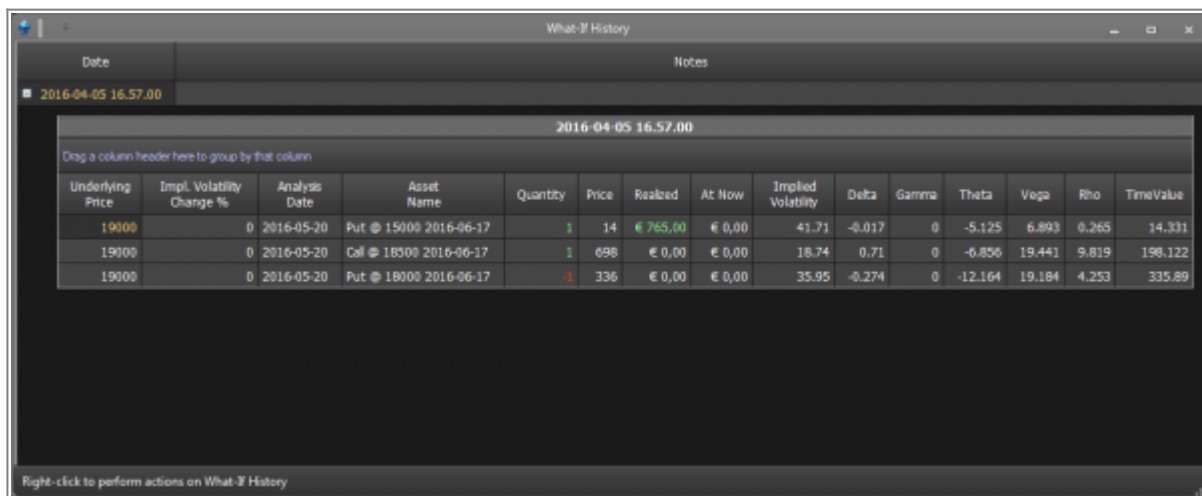 What-If History
Date Notes
2016-04-05 16.57.00
2016-04-05 16.57.00
Drag a column header here to group by that column
Underlying Price Impl. Volatility Change % Analysis Date Asset Name Quantity Price Realized At Now Implied Volatility Delta Gamma Theta Vega Rho TimeValue
19000 0 2016-05-20 Put @ 15000 2016-06-17 1 14 € 765,00 € 0,00 41.71 -0.017 0 -5.125 6.893 0.265 14.331
19000 0 2016-05-20 Call @ 18500 2016-06-17 1 698 € 0,00 € 0,00 18.74 0.71 0 -6.856 19.441 9.819 198.122
19000 0 2016-05-20 Put @ 18000 2016-06-17 -1 336 € 0,00 € 0,00 35.95 -0.274 0 -12.164 19.184 4.253 335.89
Right-click to perform actions on What-If History